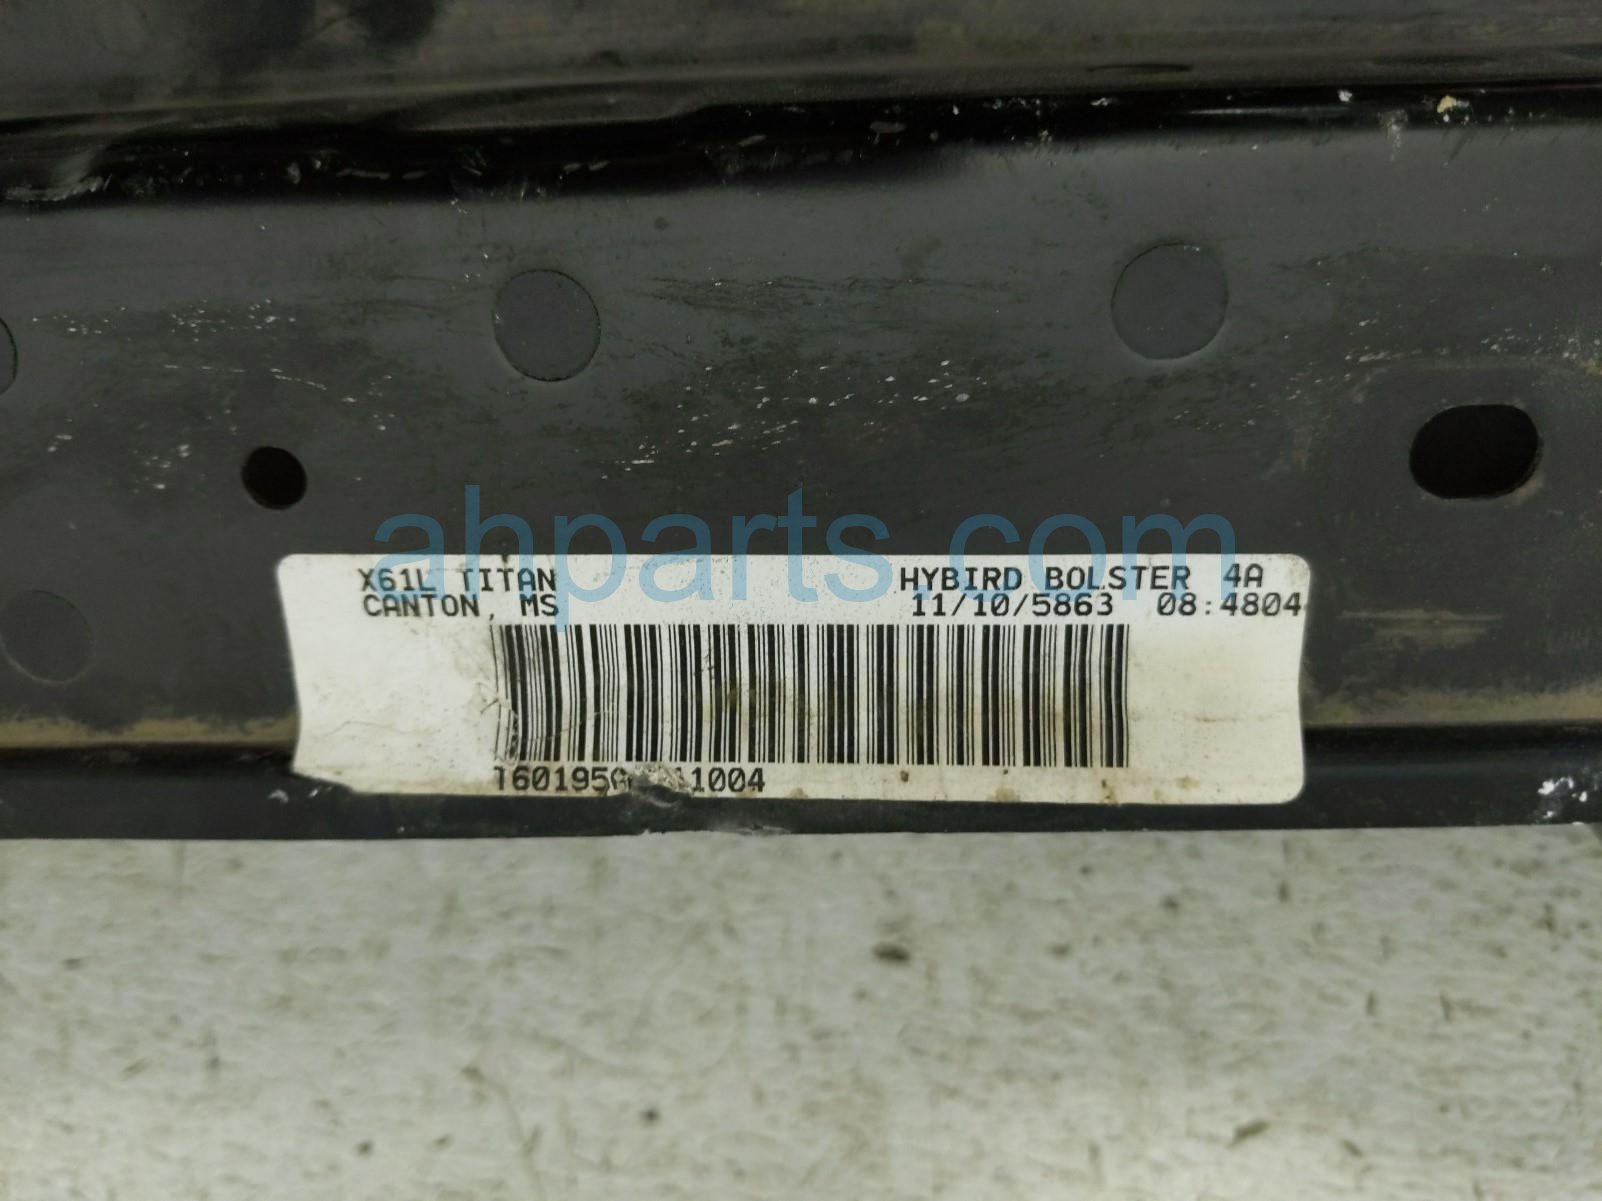 ahparts.com
X61L TITAN HYBIRD BOLSTER 4A
CANTON, MS 11/10/5863 08:4804